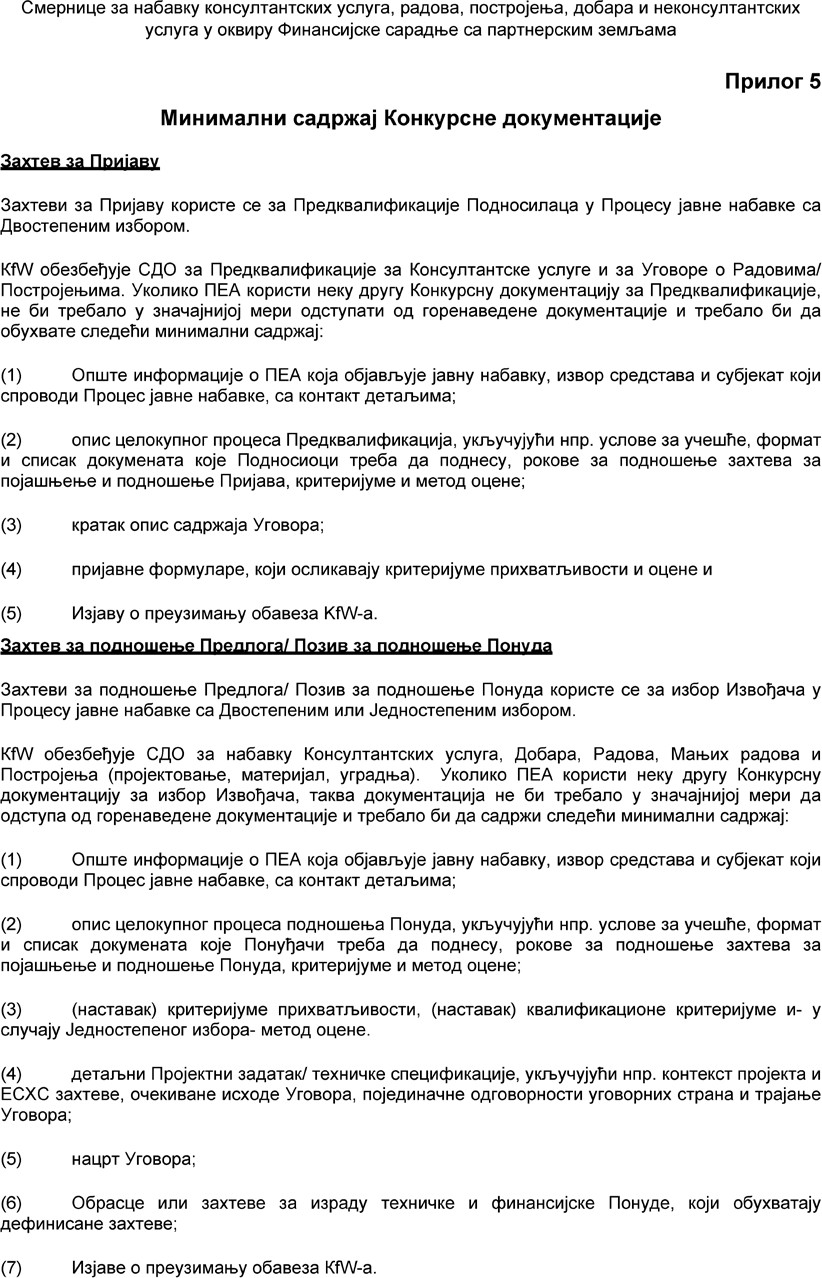 Смернице за набавку консултантских услуга, радова, постројења, добара и неконсултантских
услуга у оквиру Финансијске сарадње са партнерским земљама
Прилог 5
Минимални садржај Конкурсне документације
Захтев за Пријаву
Захтеви за Пријаву користе се за Предквалификације Подносилаца у Процесу јавне набавке са
Двостепеним избором.
KfW обезбеђује СДО за Предквалификације за Консултантске услуге и за Уговоре о Радовима/
Постројењима. Уколико ПЕА користи неку другу Конкурсну документацију за Предквалификације,
не би требало у значајнијој мери одступати од горенаведене документације и требало би да
обухвате следећи минимални садржај:
(1) Опште информације о ПЕА која објављује јавну набавку, извор средстава и субјекат који
спроводи Процес јавне набавке, са контакт детаљима;
(2) опис целокупног процеса Предквалификација, укључујући нпр. услове за учешће, формат
и списак докумената које Подносиоци треба да поднесу, рокове за подношење захтева за
појашњење и подношење Пријава, критеријуме и метод оцене;
(3) кратак опис садржаја Уговора;
(4) пријавне формуларе, који осликавају критеријуме прихватљивости и оцене и
(5) Изјаву о преузимању обавеза KfW-а.
Захтев за подношење Предлога/ Позив за подношење Понуда
Захтеви за подношење Предлога/ Позив за подношење Понуда користе се за избор Извођача у
Процесу јавне набавке са Двостепеним или Једностепеним избором.
KfW обезбеђује СДО за набавку Консултантских услуга, Добара, Радова, Мањих радова и
Постројења (пројектовање, материјал, уградња). Уколико ПЕА користи неку другу Конкурсну
документацију за избор Извођача, таква документација не би требало у значајнијој мери да
одступа од горенаведене документације и требало би да садржи следећи минимални садржај:
(1) Опште информације о ПЕА која објављује јавну набавку, извор средстава и субјекат који
спроводи Процес јавне набавке, са контакт детаљима;
(2) опис целокупног процеса подношења Понуда, укључујући нпр. услове за учешће, формат
и списак докумената које Понуђачи треба да поднесу, рокове за подношење захтева за
појашњење и подношење Понуда, критеријуме и метод оцене;
(3) (наставак) критеријуме прихватљивости, (наставак) квалификационе критеријуме и- у
случају Једностепеног избора- метод оцене.
(4) детаљни Пројектни задатак/ техничке спецификације, укључујући нпр. контекст пројекта и
ЕСХС захтеве, очекиване исходе Уговора, појединачне одговорности уговорних страна и трајање
Уговора;
(5) нацрт Уговора;
(6) Обрасце или захтеве за израду техничке и финансијске Понуде, који обухватају
дефинисане захтеве;
(7) Изјаве о преузимању обавеза KfW-а.